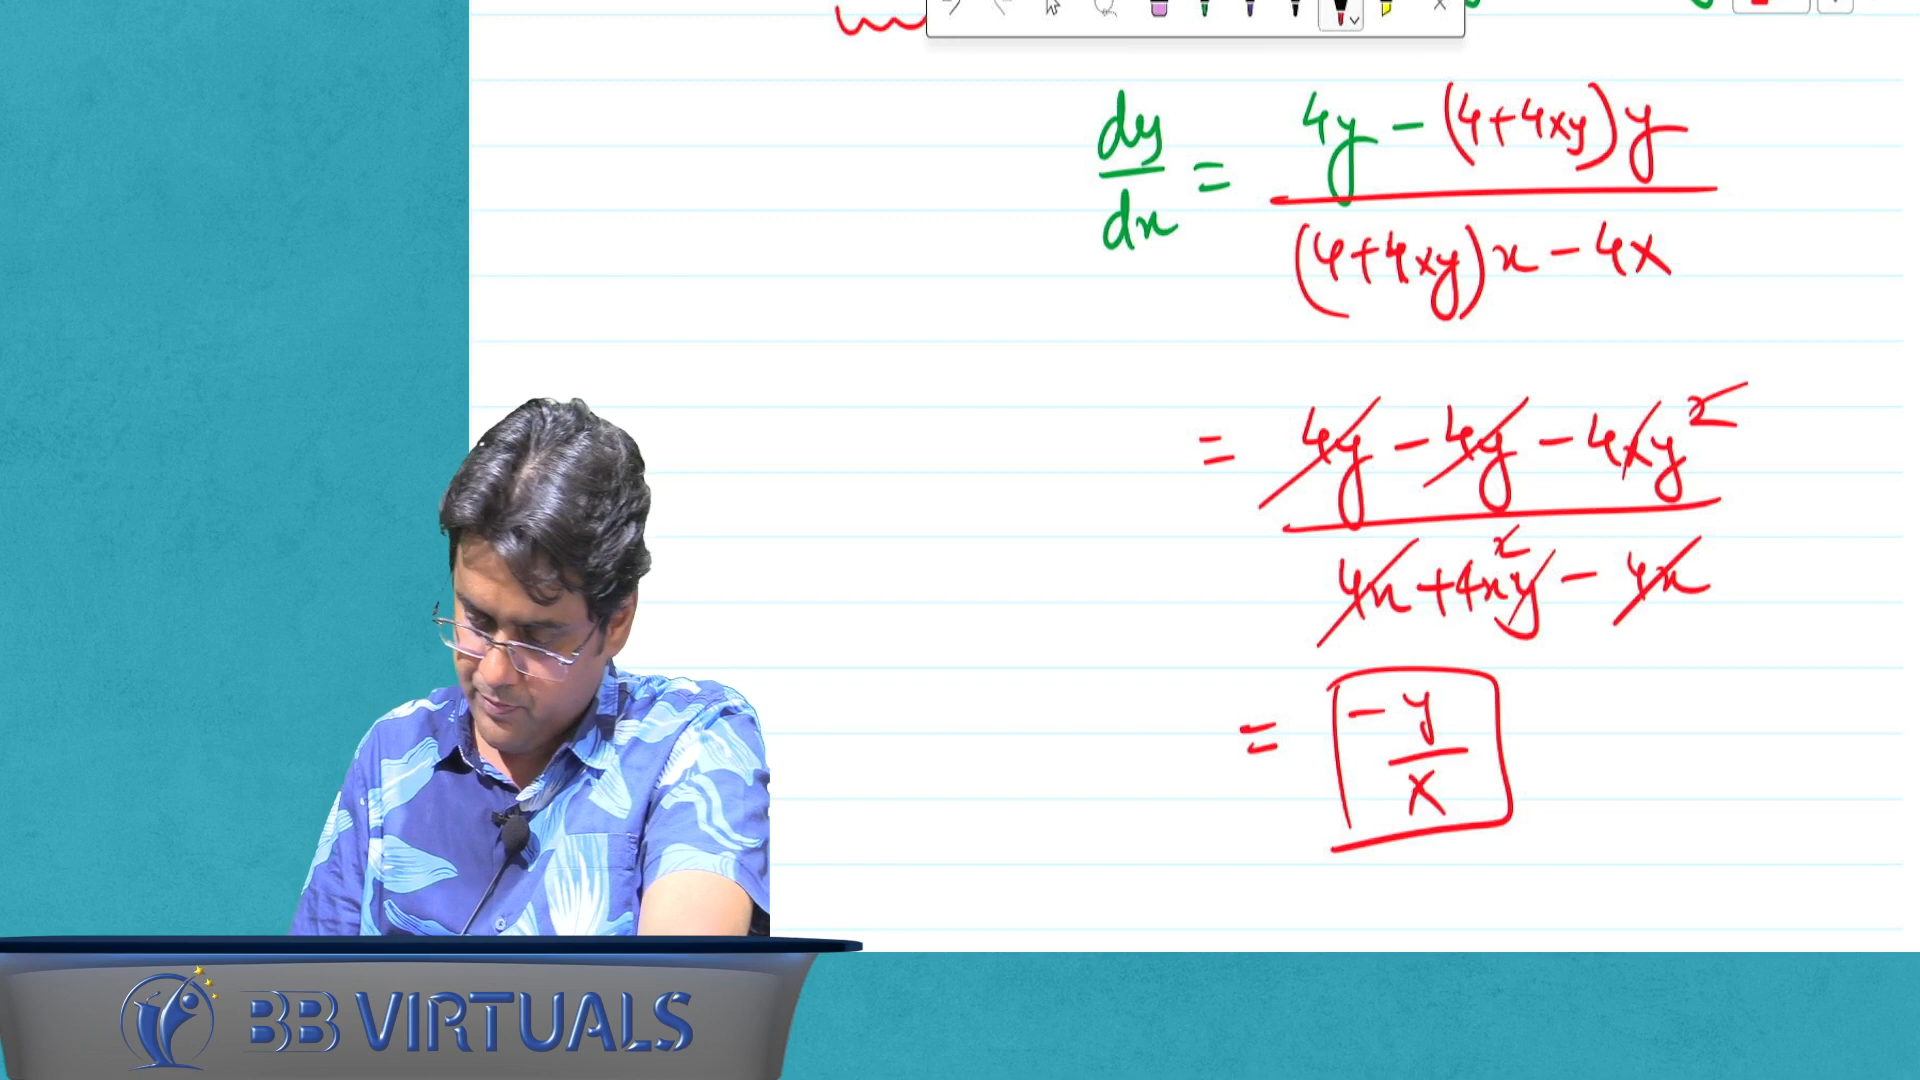 dy/dx = (4y - (4+4xy)y) / ((4+4xy)x - 4x)
= (4y - 4y - 4xy²) / (4x + 4x²y - 4x)
= -y/x
BB VIRTUALS